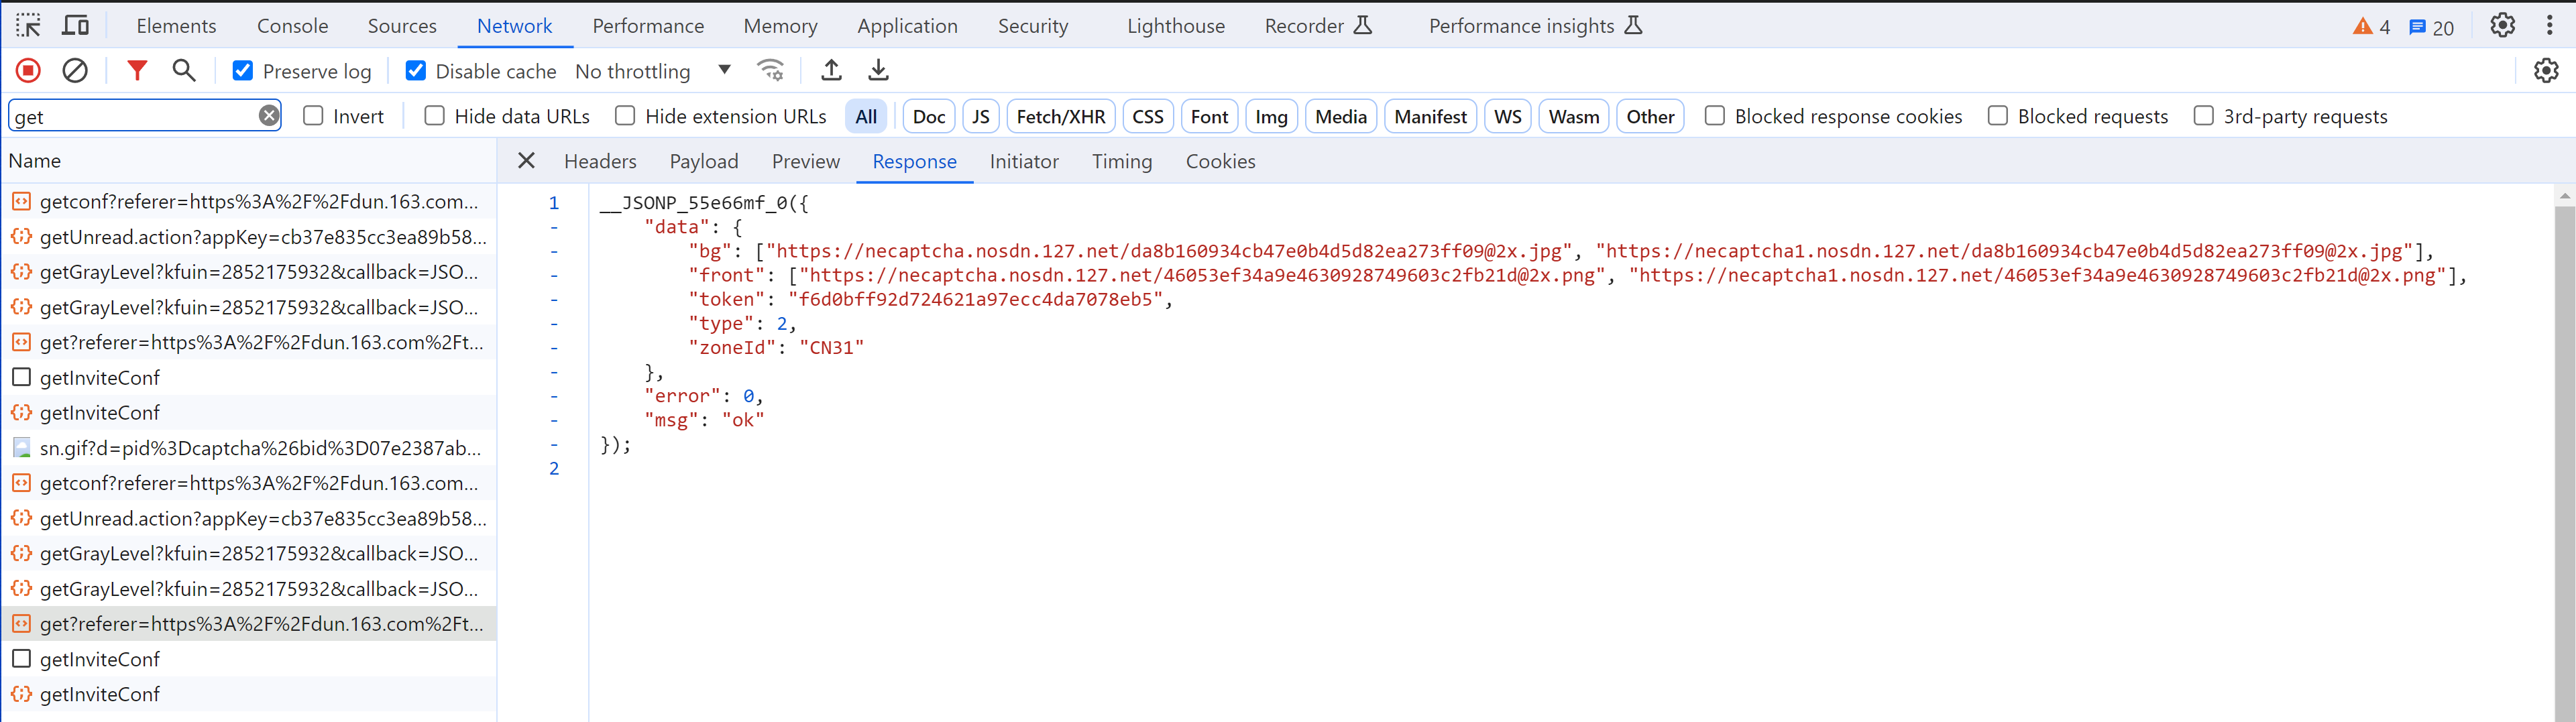 Elements Console Sources Network Performance Memory Application Security Lighthouse Recorder Performance insights 4 20
Preserve log Disable cache No throttling
get Invert Hide data URLs Hide extension URLs All Doc JS Fetch/XHR CSS Font Img Media Manifest WS Wasm Other Blocked response cookies Blocked requests 3rd-party requests
Name
getconf?referer=https%3A%2F%2Fdun.163.com...
getUnread.action?appKey=cb37e835cc3ea89b58...
getGrayLevel?kfuin=2852175932&callback=JSO...
getGrayLevel?kfuin=2852175932&callback=JSO...
get?referer=https%3A%2F%2Fdun.163.com%2Ft...
getInviteConf
getInviteConf
sn.gif?d=pid%3Dcaptcha%26bid%3D07e2387ab...
getconf?referer=https%3A%2F%2Fdun.163.com...
getUnread.action?appKey=cb37e835cc3ea89b58...
getGrayLevel?kfuin=2852175932&callback=JSO...
getGrayLevel?kfuin=2852175932&callback=JSO...
get?referer=https%3A%2F%2Fdun.163.com%2Ft...
getInviteConf
getInviteConf
Headers Payload Preview Response Initiator Timing Cookies
1 __JSONP_55e66mf_0({
- "data": {
- "bg": ["https://necaptcha.nosdn.127.net/da8b160934cb47e0b4d5d82ea273ff09@2x.jpg", "https://necaptcha1.nosdn.127.net/da8b160934cb47e0b4d5d82ea273ff09@2x.jpg"],
- "front": ["https://necaptcha.nosdn.127.net/46053ef34a9e4630928749603c2fb21d@2x.png", "https://necaptcha1.nosdn.127.net/46053ef34a9e4630928749603c2fb21d@2x.png"],
- "token": "f6d0bff92d724621a97ecc4da7078eb5",
- "type": 2,
- "zoneId": "CN31"
- },
- "error": 0,
- "msg": "ok"
- });
2